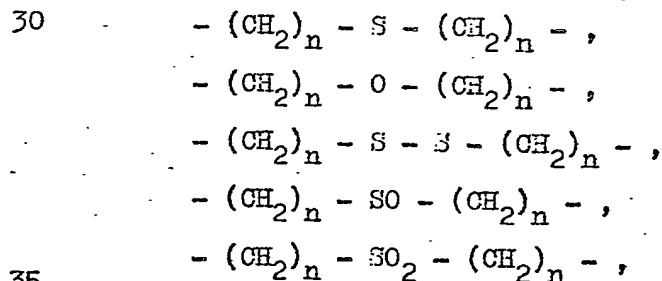 30 - (CH2)n - S - (CH2)n - ,
- (CH2)n - O - (CH2)n - ,
- (CH2)n - S - S - (CH2)n - ,
- (CH2)n - SO - (CH2)n - ,
- (CH2)n - SO2 - (CH2)n - ,
35